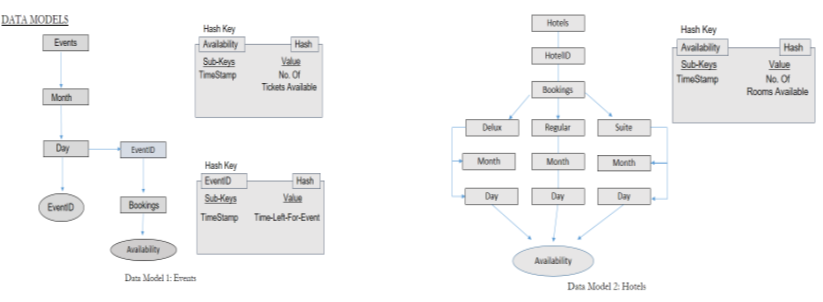 DATA MODELS
Events
Month
Day
EventID
EventID
Bookings
Availability
Hash Key
Availability
Hash
Sub-Keys
Value
TimeStamp
No. Of
Tickets Available
Hash Key
EventID
Hash
Sub-Keys
Value
TimeStamp
Time-Left-For-Event
Data Model 1: Events
Hotels
HotelID
Bookings
Delux
Regular
Suite
Month
Month
Month
Day
Day
Day
Availability
Hash Key
Availability
Hash
Sub-Keys
Value
TimeStamp
No. Of
Rooms Available
Data Model 2: Hotels